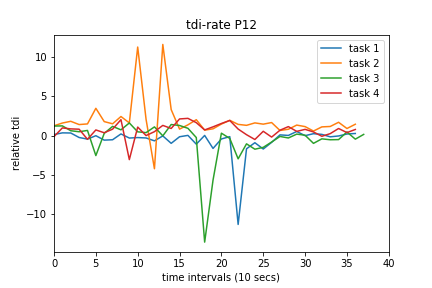 tdi-rate P12
task 1
task 2
task 3
task 4
relative tdi
10
5
0
−5
−10
0 5 10 15 20 25 30 35 40
time intervals (10 secs)